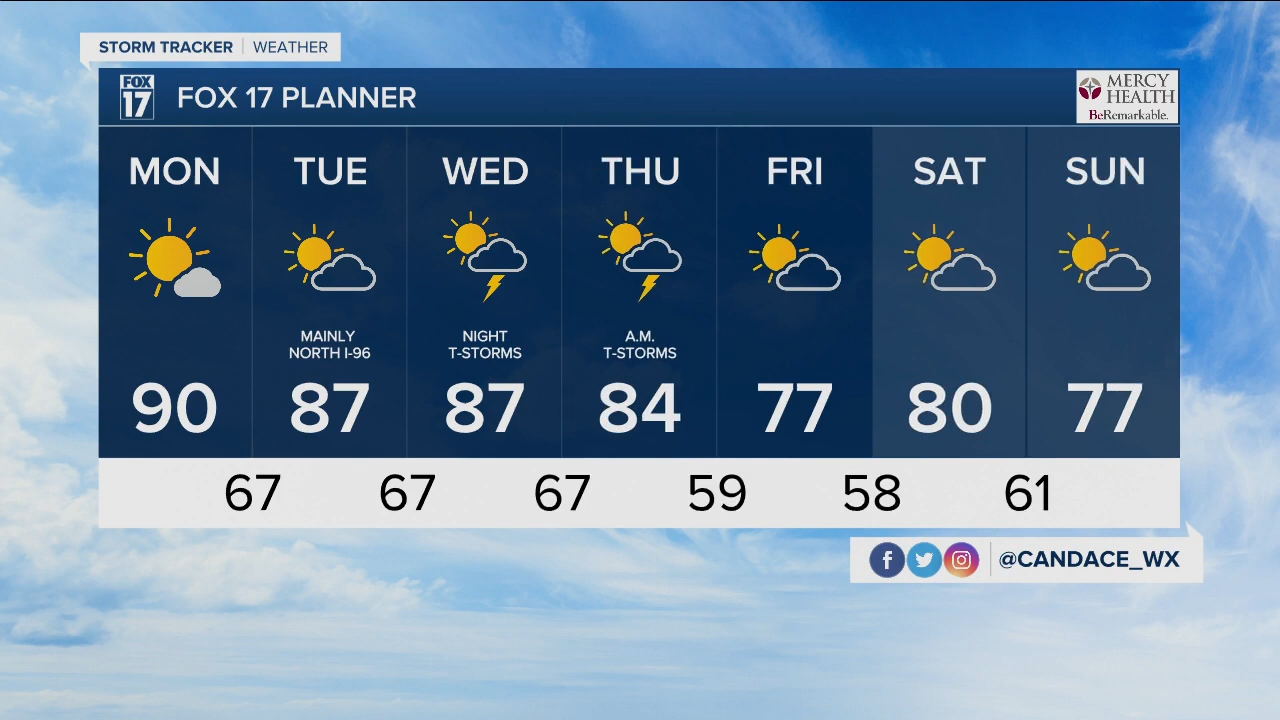 STORM TRACKER WEATHER
FOX
17
FOX 17 PLANNER
MERCY
HEALTH
BeRemarkable.
MON TUE WED THU FRI SAT SUN
MAINLY NIGHT A.M.
NORTH I-96 T-STORMS T-STORMS
90 87 87 84 77 80 77
67 67 67 59 58 61
f @CANDACE_WX